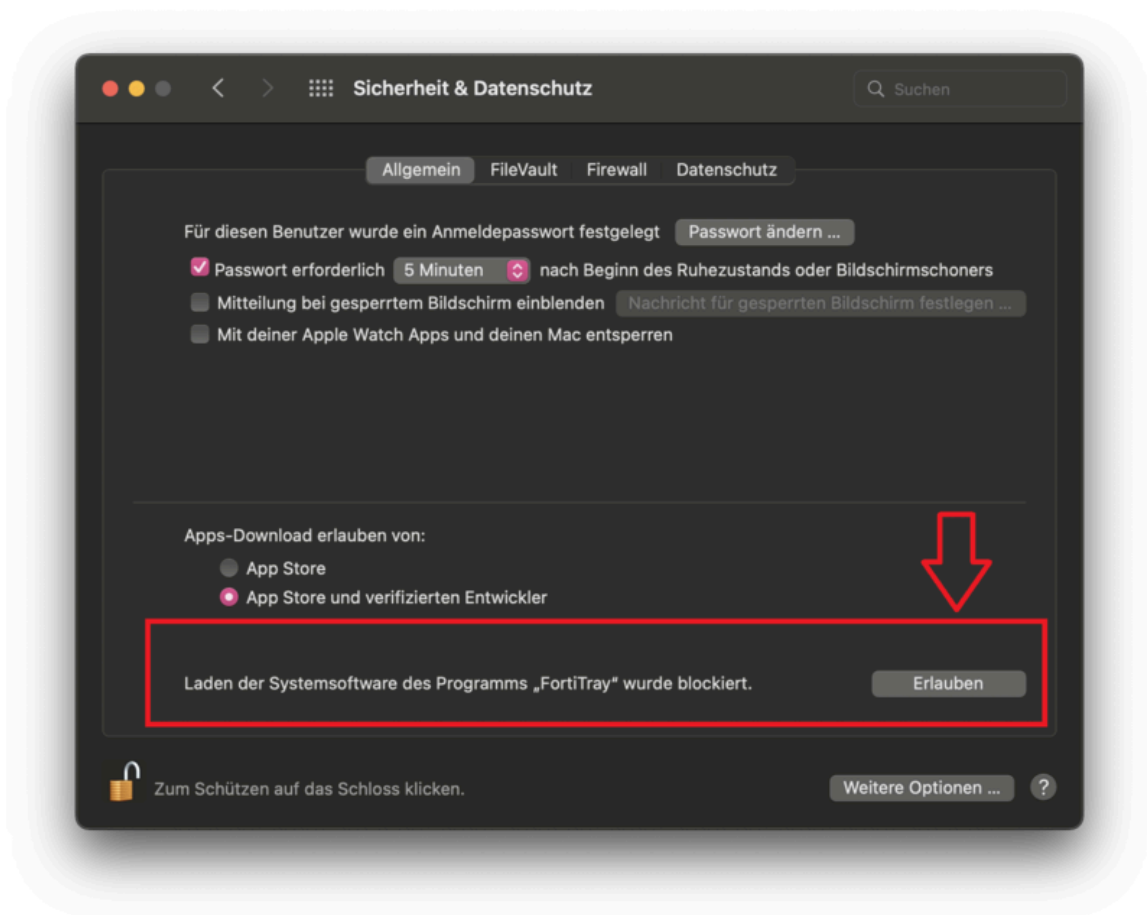 Sicherheit & Datenschutz
Suchen
Allgemein FileVault Firewall Datenschutz
Für diesen Benutzer wurde ein Anmeldepasswort festgelegt Passwort ändern ...
Passwort erforderlich 5 Minuten nach Beginn des Ruhezustands oder Bildschirmschoners
Mitteilung bei gesperrtem Bildschirm einblenden Nachricht für gesperrten Bildschirm festlegen ...
Mit deiner Apple Watch Apps und deinen Mac entsperren
Apps-Download erlauben von:
App Store
App Store und verifizierten Entwickler
Laden der Systemsoftware des Programms „FortiTray“ wurde blockiert. Erlauben
Zum Schützen auf das Schloss klicken. Weitere Optionen ... ?